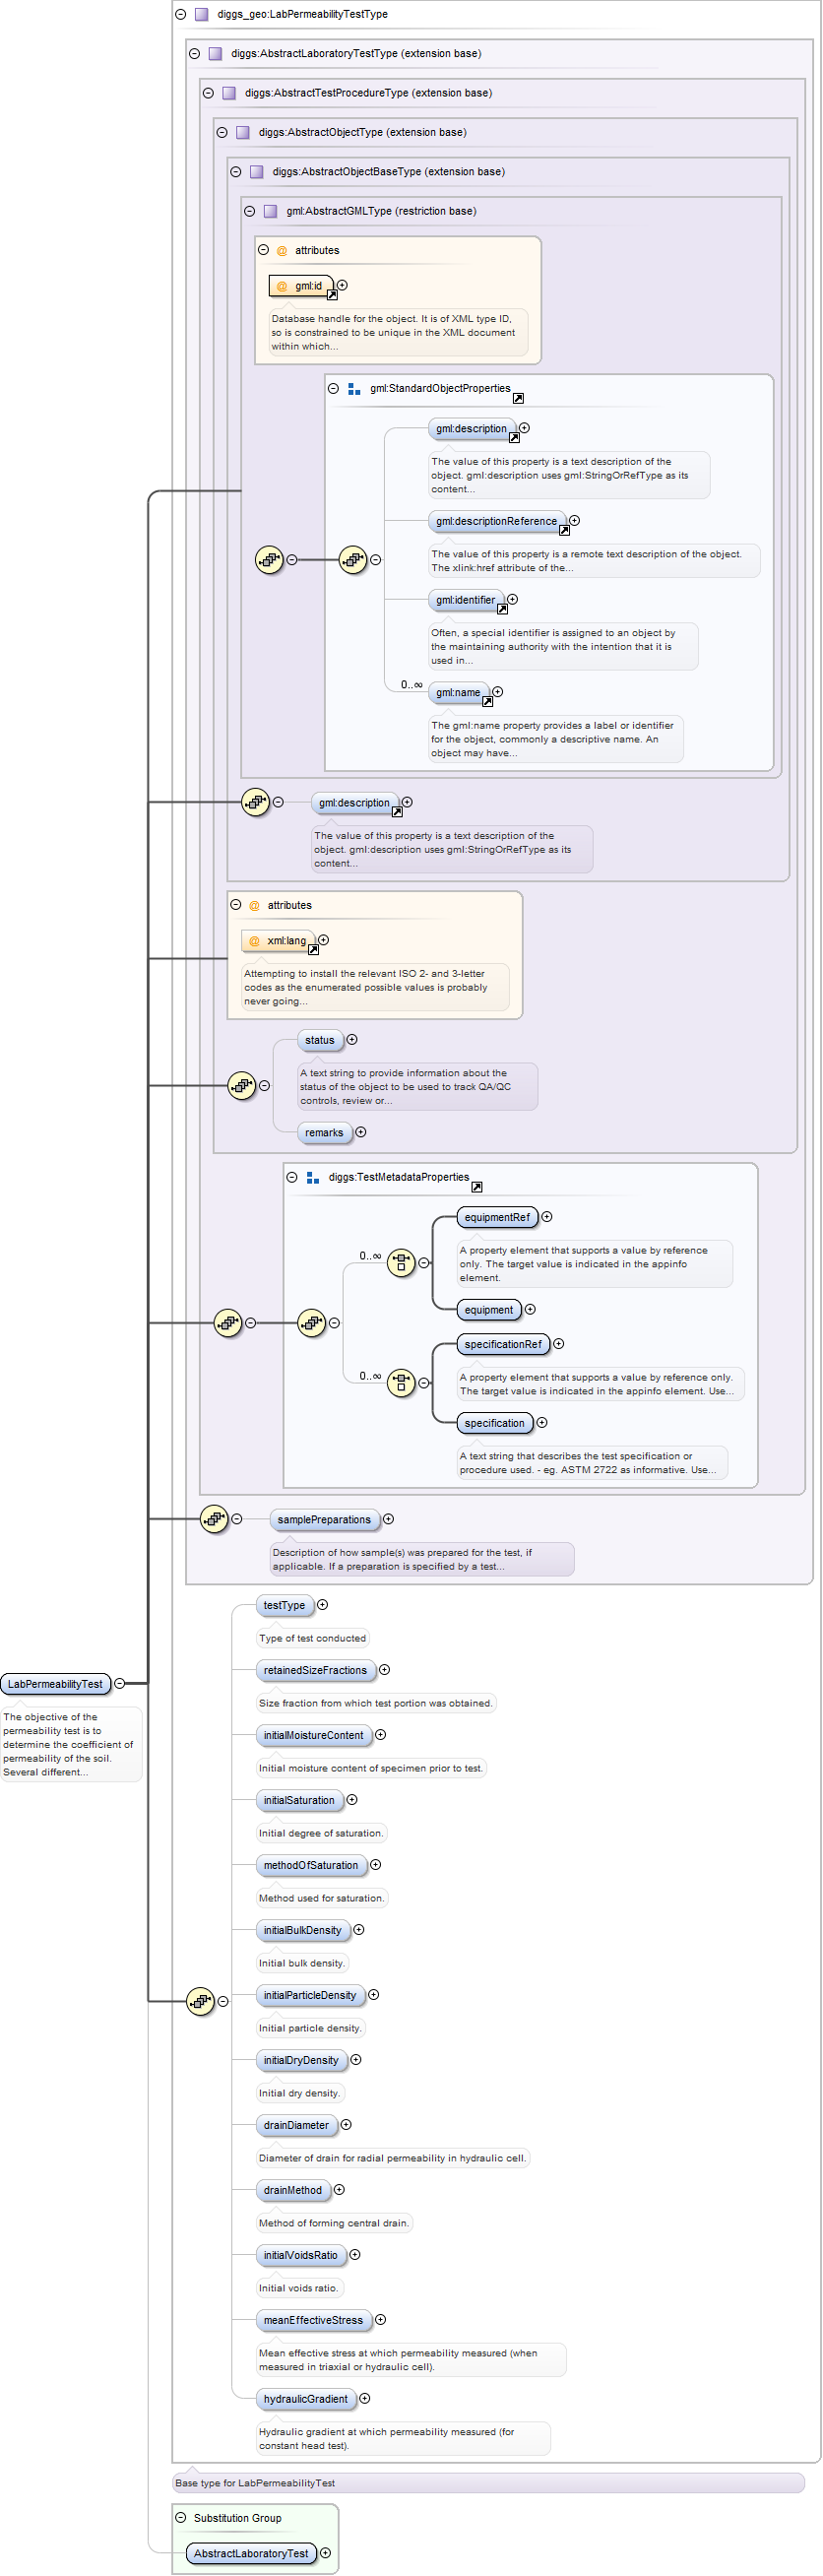 diggs_geo:LabPermeabilityTestType
diggs:AbstractLaboratoryTestType (extension base)
diggs:AbstractTestProcedureType (extension base)
diggs:AbstractObjectType (extension base)
diggs:AbstractObjectBaseType (extension base)
gml:AbstractGMLType (restriction base)
@ attributes
@ gml:id
Database handle for the object. It is of XML type ID,
so is constrained to be unique in the XML document
within which...
gml:StandardObjectProperties
gml:description
The value of this property is a text description of the
object. gml:description uses gml:StringOrRefType as its
content...
gml:descriptionReference
The value of this property is a remote text description of the object.
The xlink:href attribute of the...
gml:identifier
Often, a special identifier is assigned to an object by
the maintaining authority with the intention that it is
used in...
0..∞
gml:name
The gml:name property provides a label or identifier
for the object, commonly a descriptive name. An
object may have...
gml:description
The value of this property is a text description of the
object. gml:description uses gml:StringOrRefType as its
content...
@ attributes
@ xml:lang
Attempting to install the relevant ISO 2- and 3-letter
codes as the enumerated possible values is probably
never going...
status
A text string to provide information about the
status of the object to be used to track QA/QC
controls, review or...
remarks
diggs:TestMetadataProperties
0..∞
equipmentRef
A property element that supports a value by reference
only. The target value is indicated in the appinfo
element.
equipment
0..∞
specificationRef
A property element that supports a value by reference only.
The target value is indicated in the appinfo element. Use...
specification
A text string that describes the test specification or
procedure used. - eg. ASTM 2722 as informative. Use...
samplePreparations
Description of how sample(s) was prepared for the test, if
applicable. If a preparation is specified by a test...
LabPermeabilityTest
The objective of the
permeability test is to
determine the coefficient of
permeability of the soil.
Several different...
testType
Type of test conducted
retainedSizeFractions
Size fraction from which test portion was obtained.
initialMoistureContent
Initial moisture content of specimen prior to test.
initialSaturation
Initial degree of saturation.
methodOfSaturation
Method used for saturation.
initialBulkDensity
Initial bulk density.
initialParticleDensity
Initial particle density.
initialDryDensity
Initial dry density.
drainDiameter
Diameter of drain for radial permeability in hydraulic cell.
drainMethod
Method of forming central drain.
initialVoidsRatio
Initial voids ratio.
meanEffectiveStress
Mean effective stress at which permeability measured (when
measured in triaxial or hydraulic cell).
hydraulicGradient
Hydraulic gradient at which permeability measured (for
constant head test).
Base type for LabPermeabilityTest
Substitution Group
AbstractLaboratoryTest